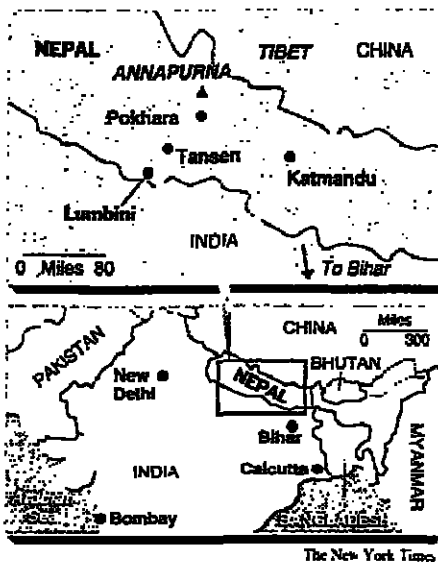 NEPAL
TIBET
CHINA
ANNAPURNA
Pokhara
Tansen
Katmandu
Lumbini
INDIA
0 Miles 80
To Bihar
CHINA
Miles
0 300
PAKISTAN
BHUTAN
New
Delhi
NEPAL
Bihar
MYANMAR
INDIA
Calcutta
Bombay
The New York Times